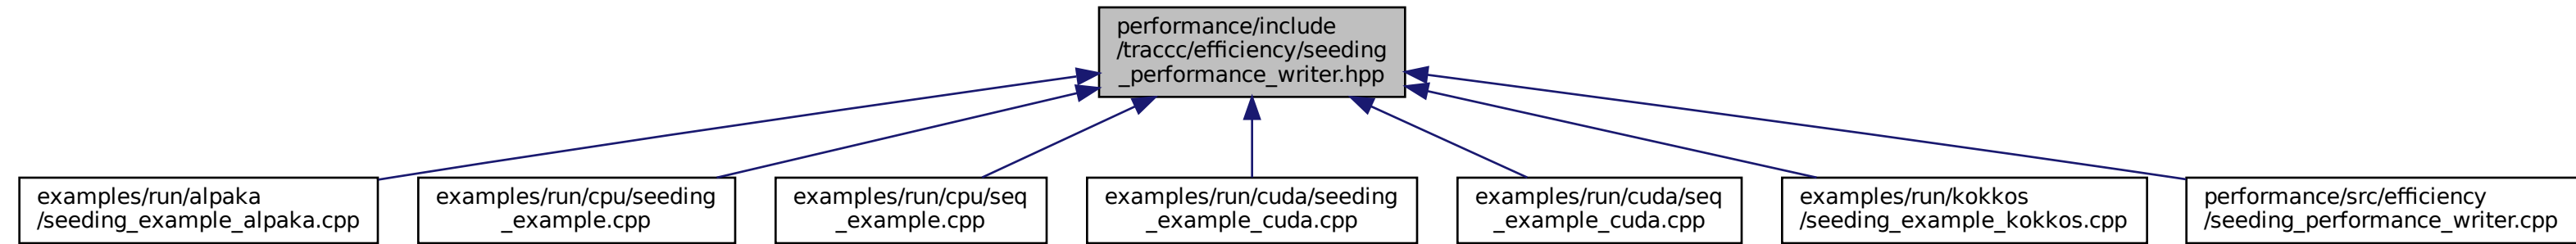 performance/include
/traccc/efficiency/seeding
_performance_writer.hpp
examples/run/alpaka
/seeding_example_alpaka.cpp
examples/run/cpu/seeding
_example.cpp
examples/run/cpu/seq
_example.cpp
examples/run/cuda/seeding
_example_cuda.cpp
examples/run/cuda/seq
_example_cuda.cpp
examples/run/kokkos
/seeding_example_kokkos.cpp
performance/src/efficiency
/seeding_performance_writer.cpp